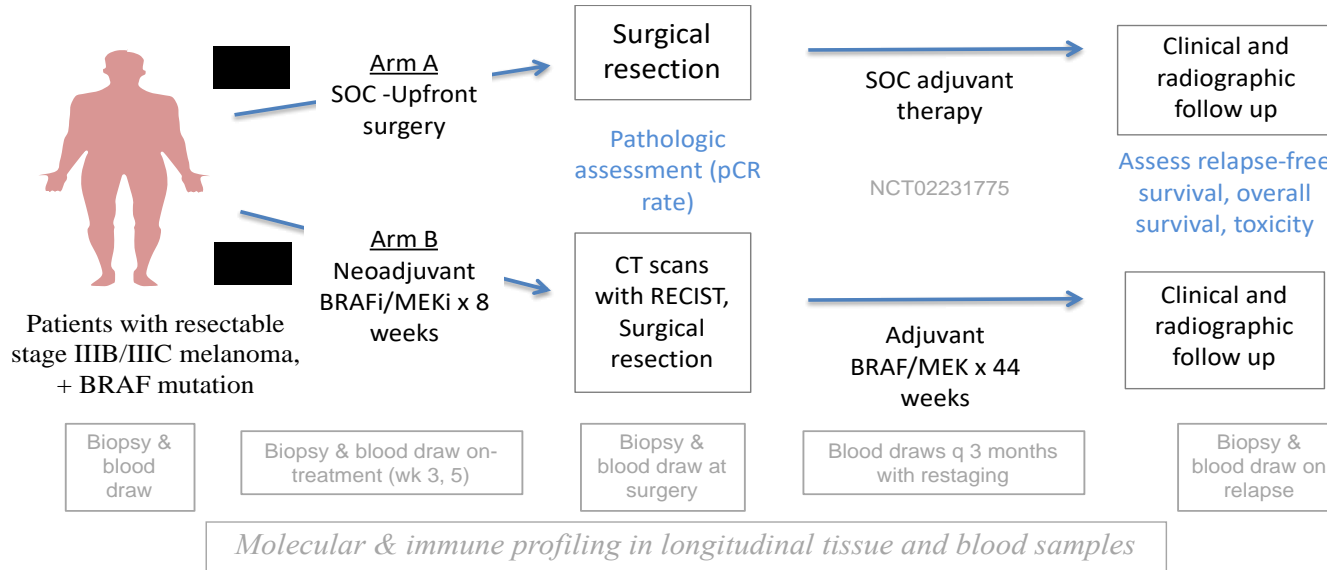 Arm A
SOC -Upfront
surgery
Surgical
resection
SOC adjuvant
therapy
Clinical and
radiographic
follow up
Pathologic
assessment (pCR
rate)
NCT02231775
Assess relapse-free
survival, overall
survival, toxicity
Arm B
Neoadjuvant
BRAFi/MEKi x 8
weeks
CT scans
with RECIST,
Surgical
resection
Adjuvant
BRAF/MEK x 44
weeks
Clinical and
radiographic
follow up
Patients with resectable
stage IIIB/IIIC melanoma,
+ BRAF mutation
Biopsy &
blood
draw
Biopsy & blood draw on-
treatment (wk 3, 5)
Biopsy &
blood draw at
surgery
Blood draws q 3 months
with restaging
Biopsy &
blood draw on
relapse
Molecular & immune profiling in longitudinal tissue and blood samples